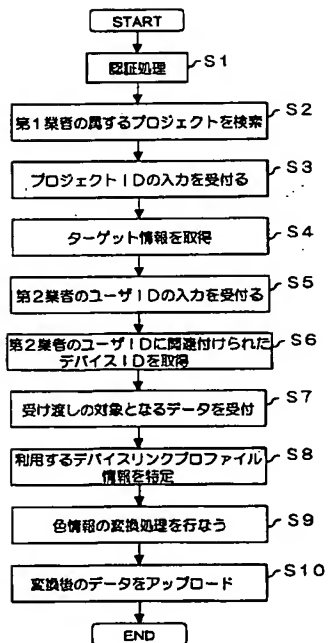 START
認証処理
S1
第1業者の属するプロジェクトを検索
S2
プロジェクトIDの入力を受付る
S3
ターゲット情報を取得
S4
第2業者のユーザIDの入力を受付る
S5
第2業者のユーザIDに関連付けられた
デバイスIDを取得
S6
受け渡しの対象となるデータを受付
S7
利用するデバイスリンクプロファイル
情報を特定
S8
色情報の変換処理を行なう
S9
変換後のデータをアップロード
S10
END